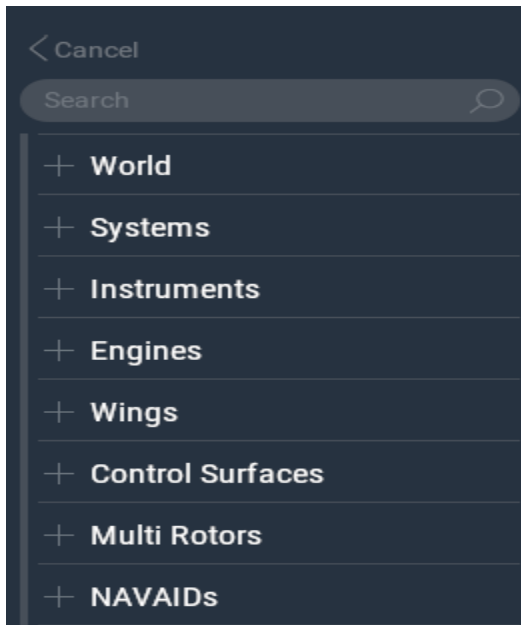 Cancel
Search
World
Systems
Instruments
Engines
Wings
Control Surfaces
Multi Rotors
NAVAIDs